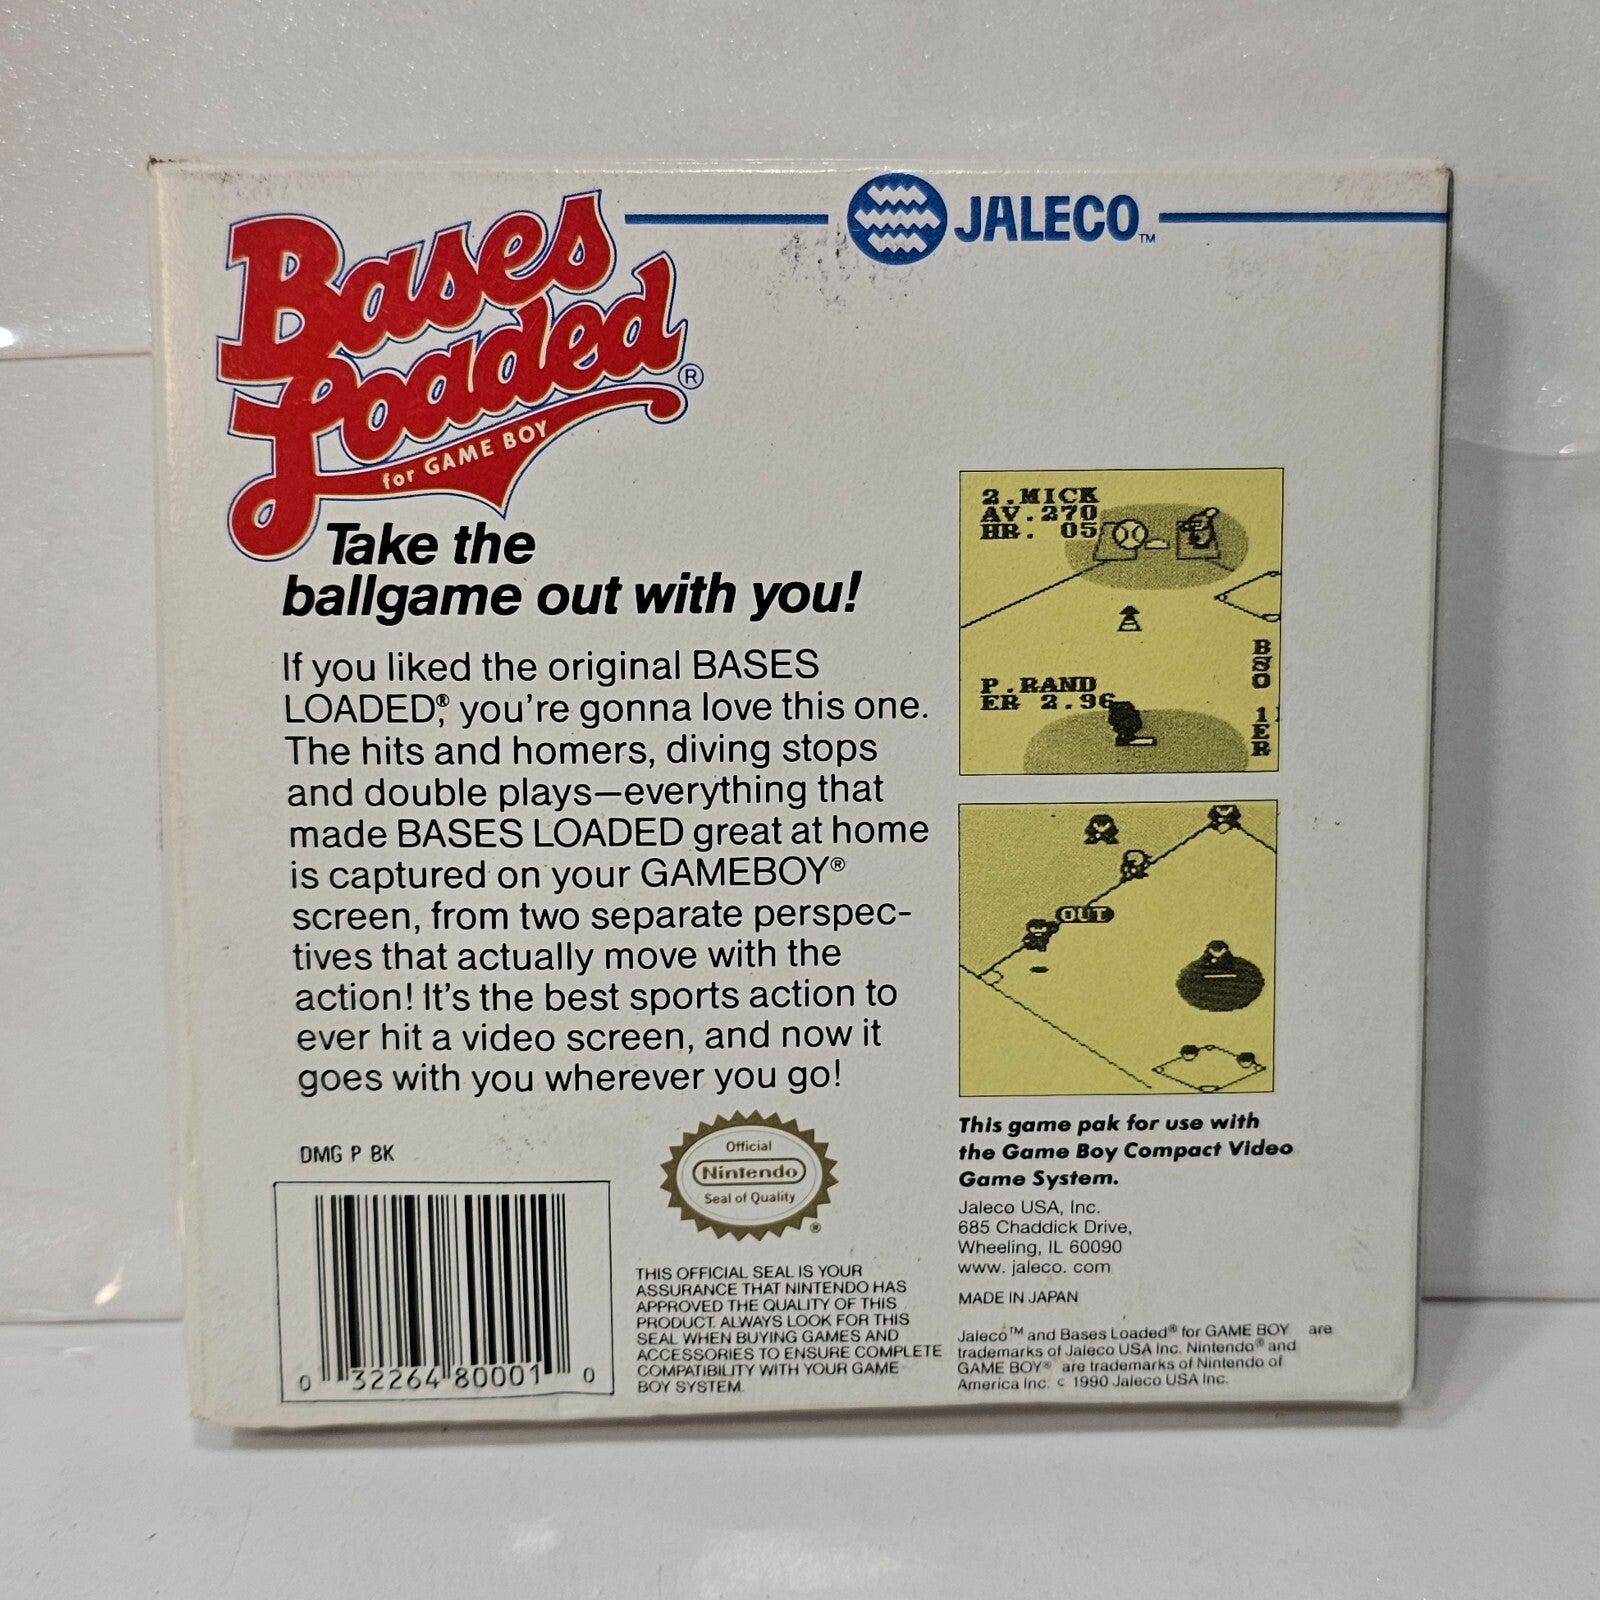 JALECO™
Bases
Loaded®
for GAME BOY
Take the
ballgame out with you!
If you liked the original BASES
LOADED®, you're gonna love this one.
The hits and homers, diving stops
and double plays—everything that
made BASES LOADED great at home
is captured on your GAMEBOY®
screen, from two separate perspec-
tives that actually move with the
action! It's the best sports action to
ever hit a video screen, and now it
goes with you wherever you go!
2.MICK
AV.270
HR. 05
P.RAND
ER 2.96
B
S
O
1
E
R
OUT
DMG P BK
0 32264 80001 0
Official
Nintendo
Seal of Quality
®
THIS OFFICIAL SEAL IS YOUR
ASSURANCE THAT NINTENDO HAS
APPROVED THE QUALITY OF THIS
PRODUCT. ALWAYS LOOK FOR THIS
SEAL WHEN BUYING GAMES AND
ACCESSORIES TO ENSURE COMPLETE
COMPATIBILITY WITH YOUR GAME
BOY SYSTEM.
This game pak for use with
the Game Boy Compact Video
Game System.
Jaleco USA, Inc.
685 Chaddick Drive,
Wheeling, IL 60090
www. jaleco. com
MADE IN JAPAN
Jaleco™ and Bases Loaded® for GAME BOY are
trademarks of Jaleco USA Inc. Nintendo® and
GAME BOY® are trademarks of Nintendo of
America Inc. © 1990 Jaleco USA Inc.